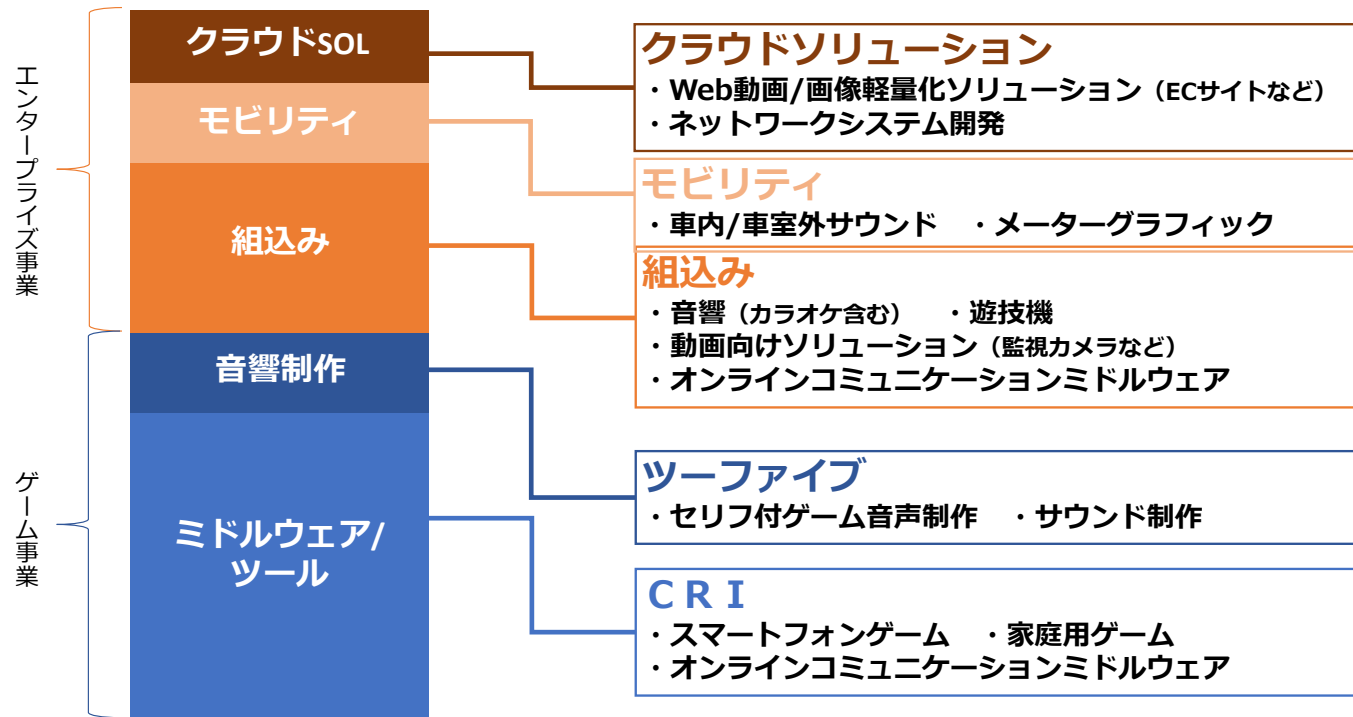 エンタープライズ事業
クラウドSOL
モビリティ
組込み
ゲーム事業
音響制作
ミドルウェア/
ツール
クラウドソリューション
・Web動画/画像軽量化ソリューション（ECサイトなど）
・ネットワークシステム開発
モビリティ
・車内/車室外サウンド　・メーターグラフィック
組込み
・音響（カラオケ含む）　・遊技機
・動画向けソリューション（監視カメラなど）
・オンラインコミュニケーションミドルウェア
ツーファイブ
・セリフ付ゲーム音声制作　・サウンド制作
ＣＲＩ
・スマートフォンゲーム　・家庭用ゲーム
・オンラインコミュニケーションミドルウェア